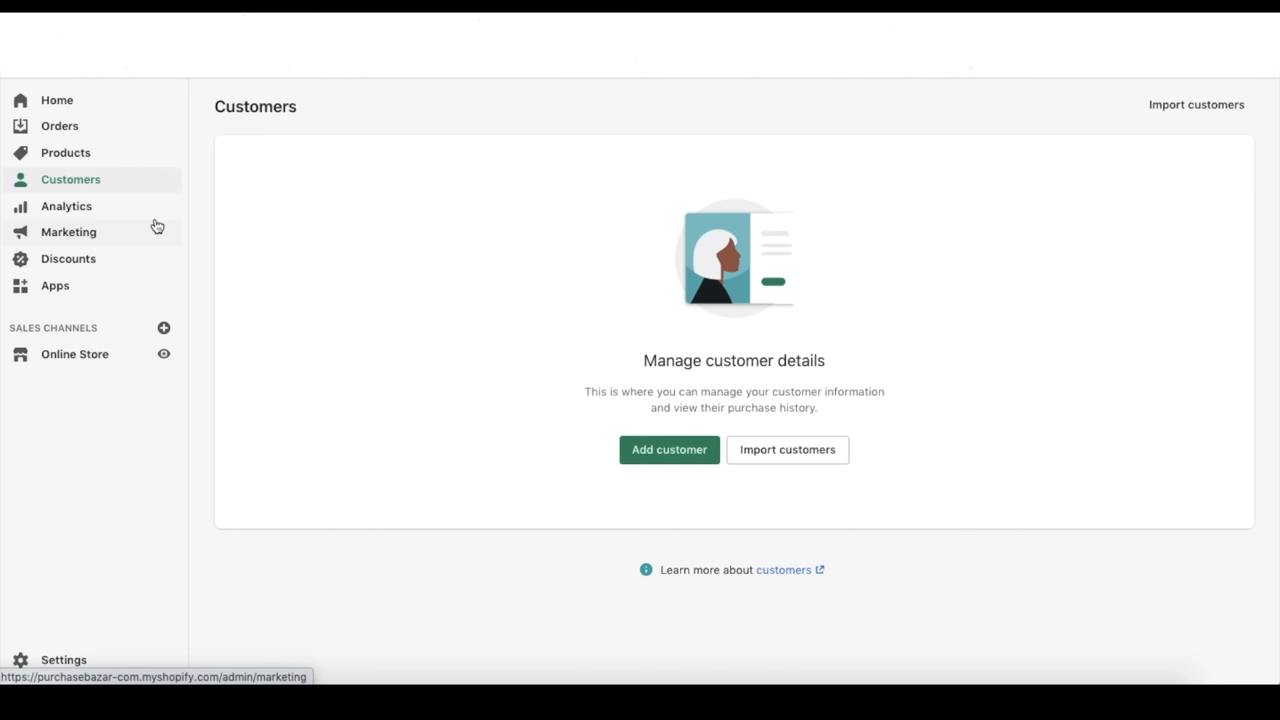 Home
Orders
Products
Customers
Analytics
Marketing
Discounts
Apps
SALES CHANNELS
Online Store
Settings
https://purchasebazar-com.myshopify.com/admin/marketing
Customers
Import customers
Manage customer details
This is where you can manage your customer information
and view their purchase history.
Add customer
Import customers
Learn more about customers